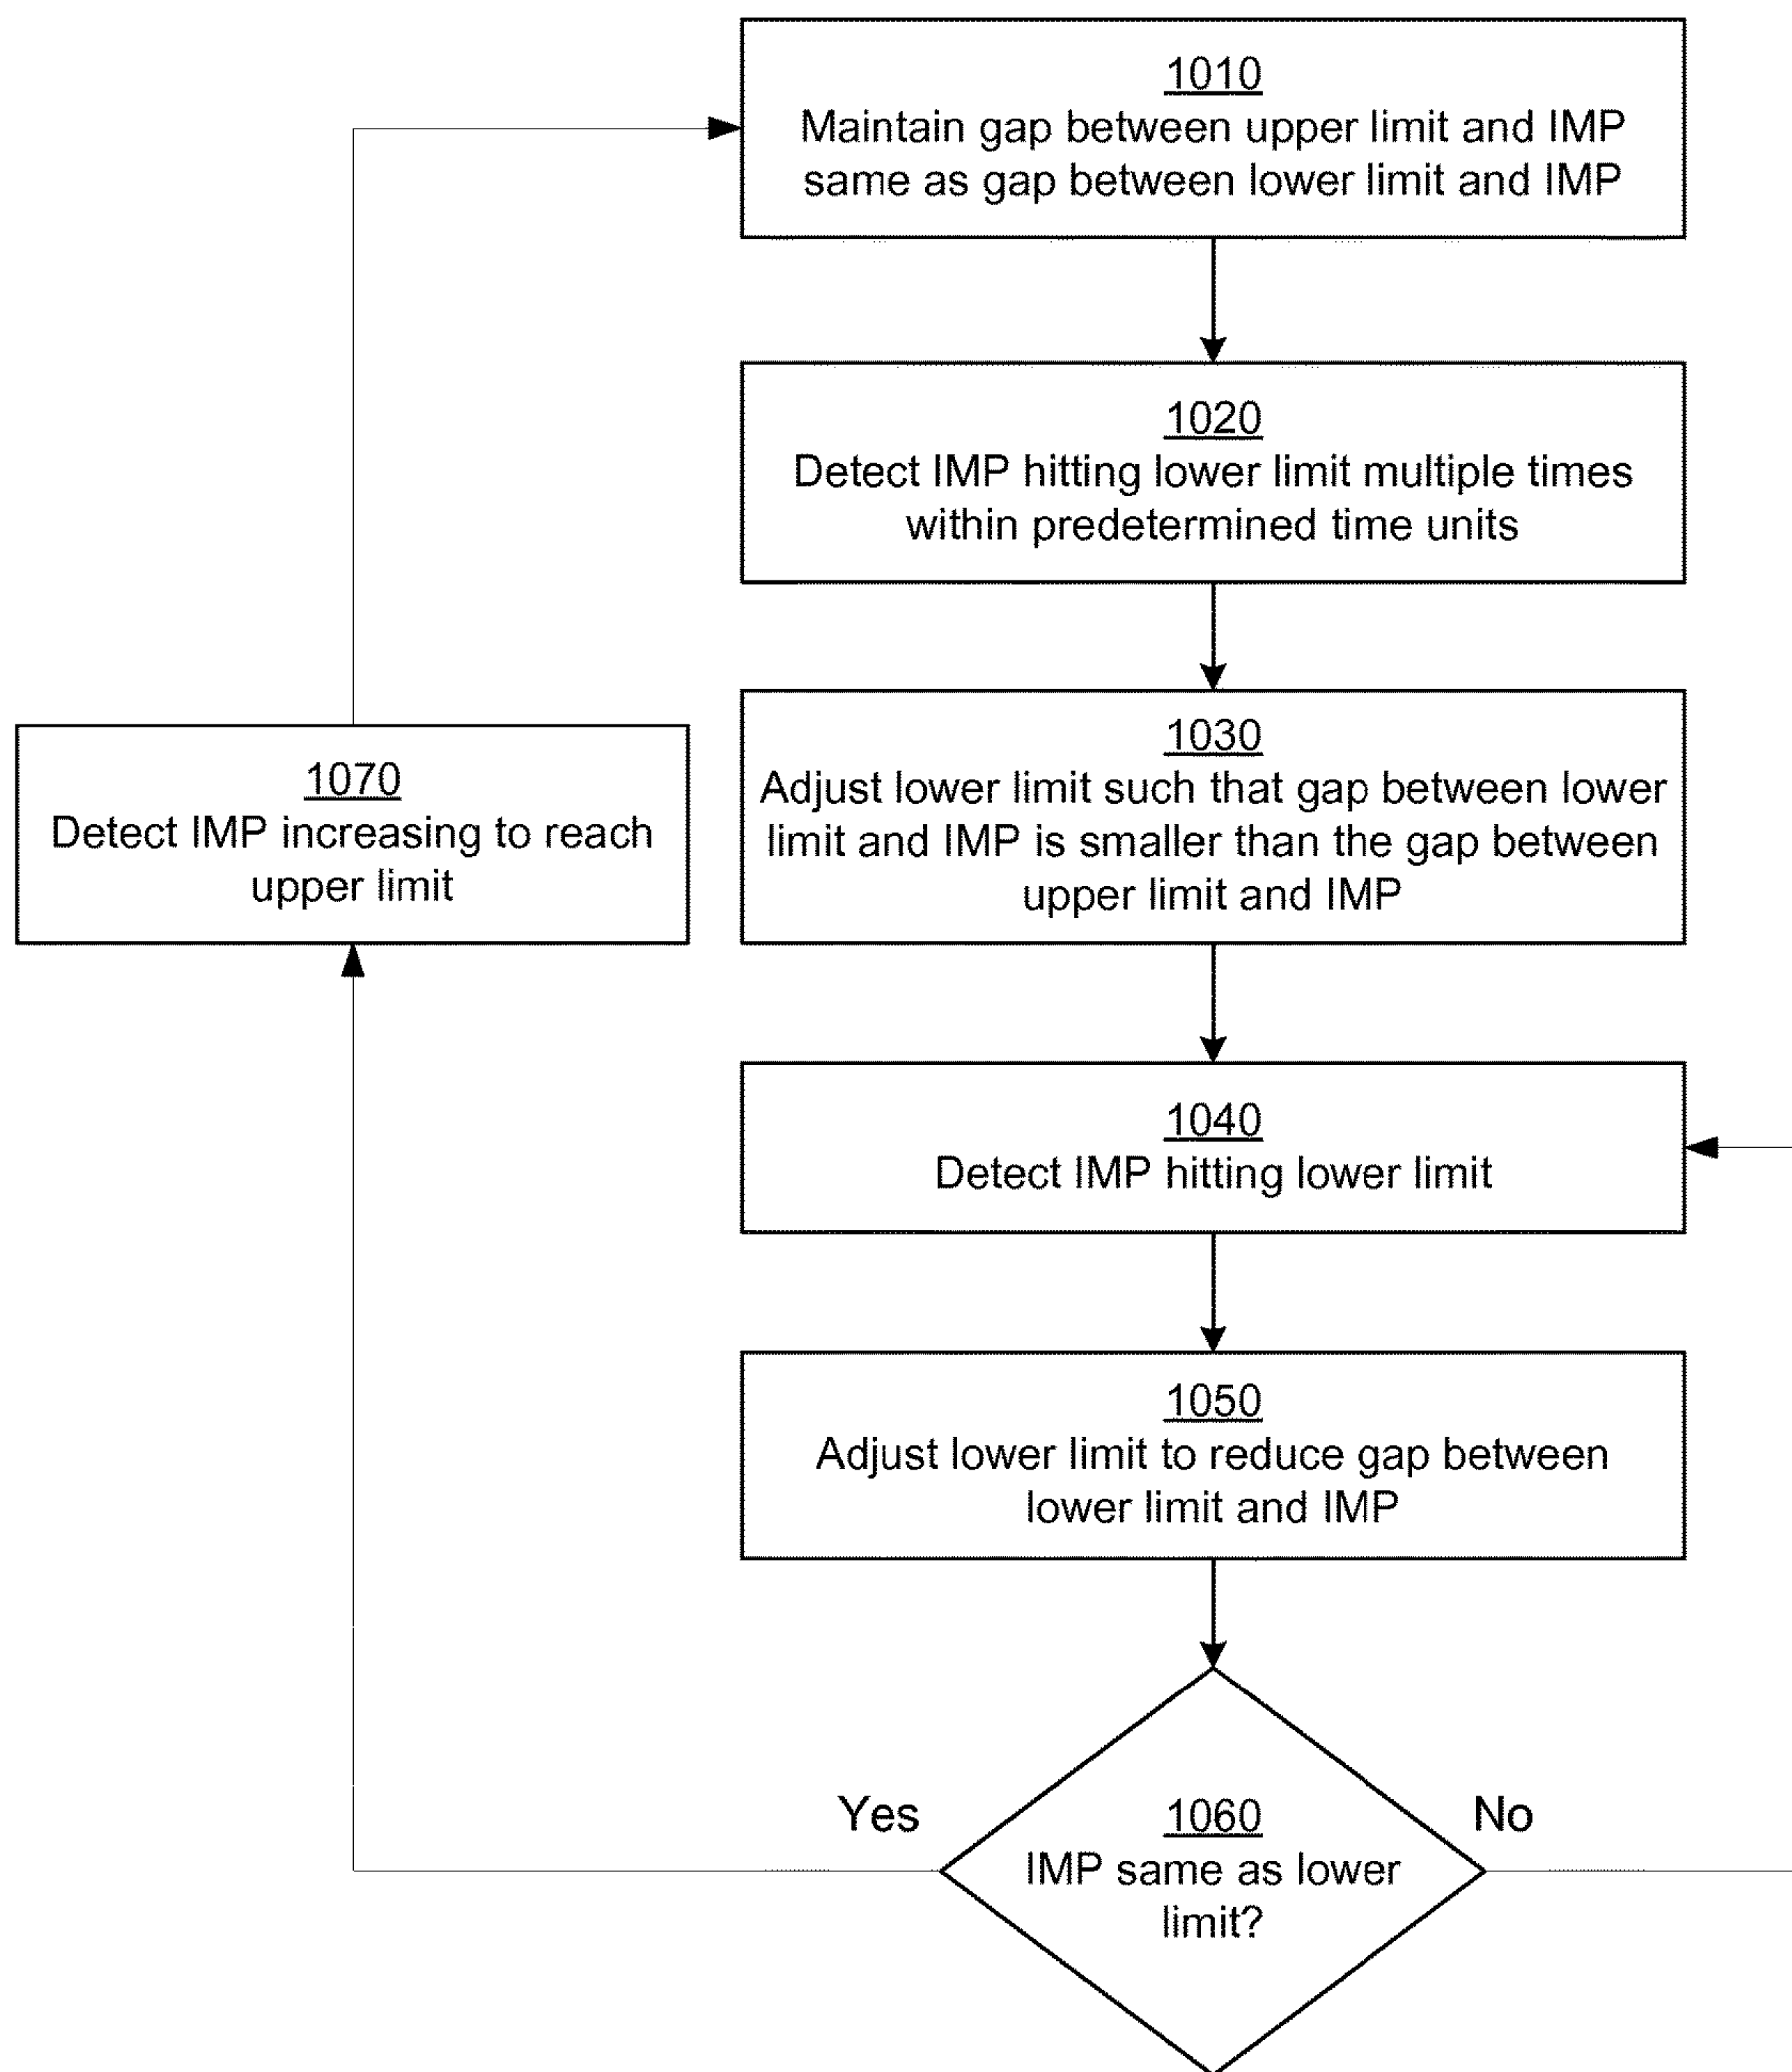 1010
Maintain gap between upper limit and IMP
same as gap between lower limit and IMP
1020
Detect IMP hitting lower limit multiple times
within predetermined time units
1030
Adjust lower limit such that gap between lower
limit and IMP is smaller than the gap between
upper limit and IMP
1070
Detect IMP increasing to reach
upper limit
1040
Detect IMP hitting lower limit
1050
Adjust lower limit to reduce gap between
lower limit and IMP
Yes
No
1060
IMP same as lower
limit?